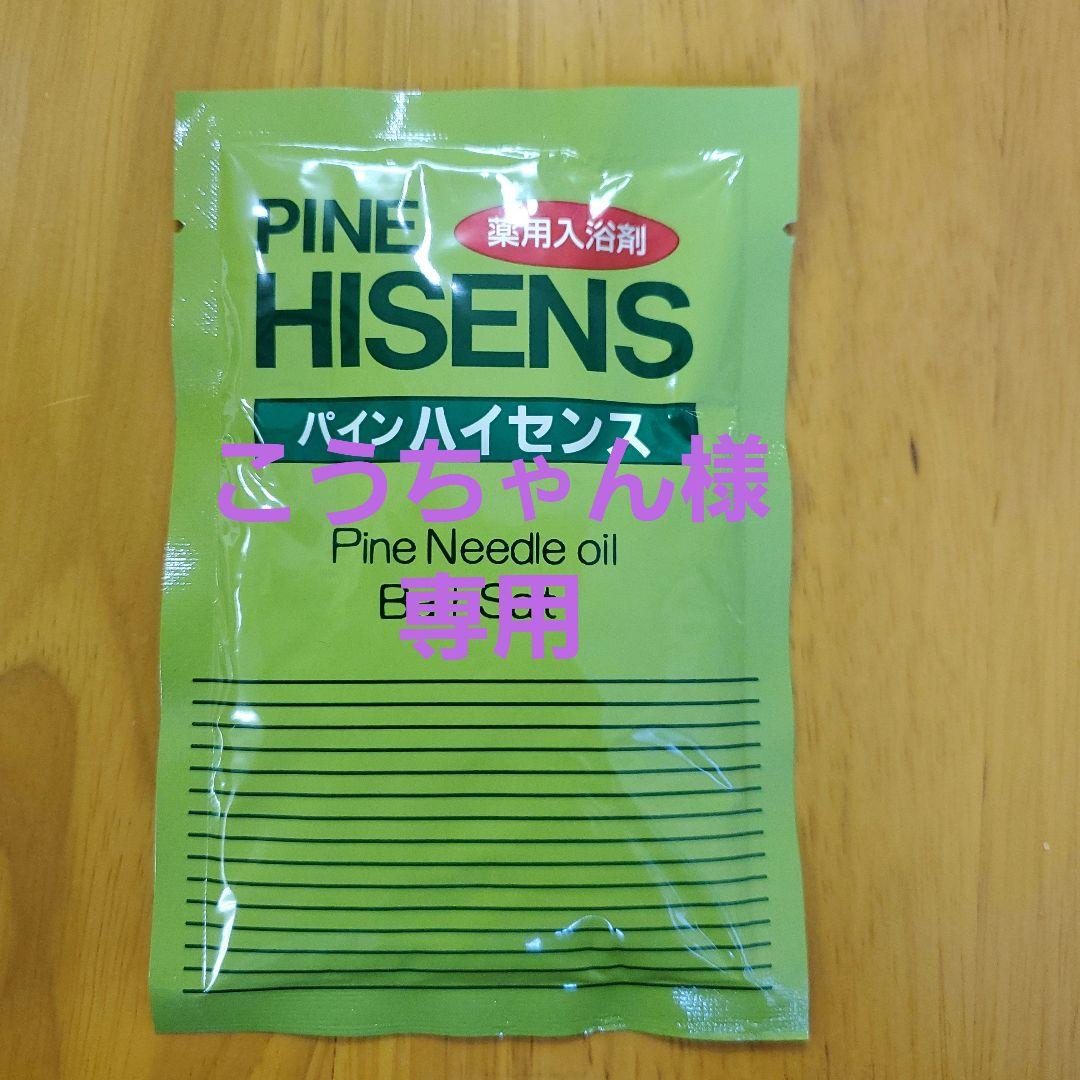 PINE
薬用入浴剤
HISENS
パインハイセンス
こうちゃん様
Pine Needle oil
専用